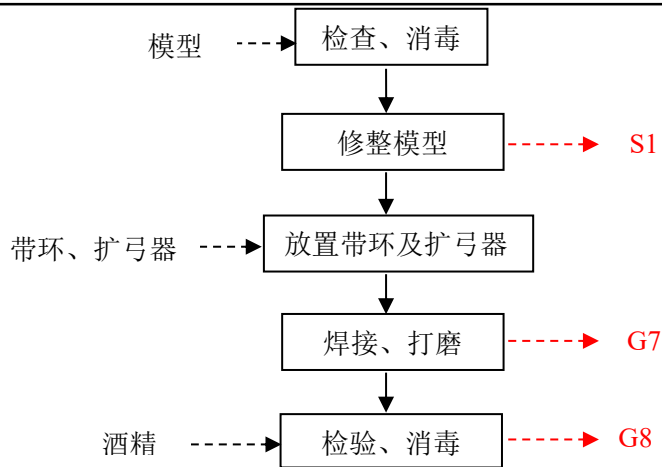 模型
检查、消毒
修整模型
S1
带环、扩弓器
放置带环及扩弓器
焊接、打磨
G7
酒精
检验、消毒
G8